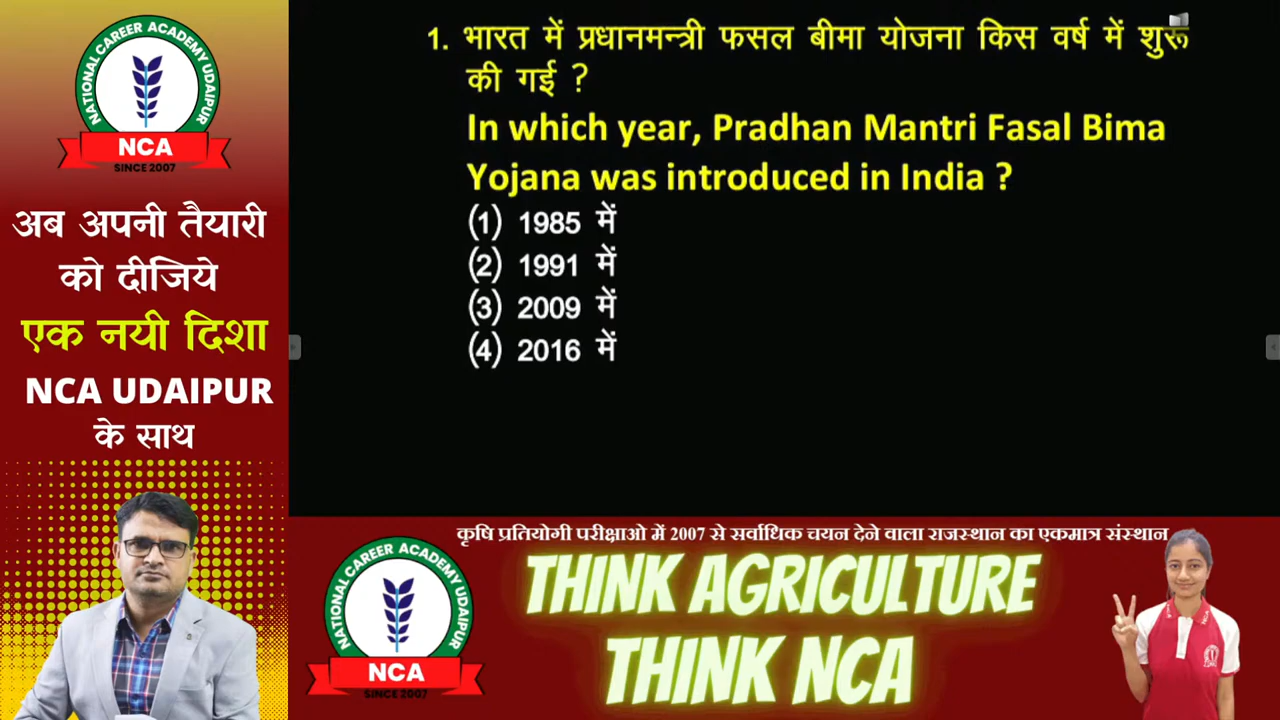 NATIONAL CAREER ACADEMY UDAIPUR
NCA
SINCE 2007
अब अपनी तैयारी
को दीजिये
एक नयी दिशा
NCA UDAIPUR
के साथ
1. भारत में प्रधानमन्त्री फसल बीमा योजना किस वर्ष में शुरू
की गई ?
In which year, Pradhan Mantri Fasal Bima
Yojana was introduced in India ?
(1) 1985 में
(2) 1991 में
(3) 2009 में
(4) 2016 में
कृषि प्रतियोगी परीक्षाओ में 2007 से सर्वाधिक चयन देने वाला राजस्थान का एकमात्र संस्थान
NATIONAL CAREER ACADEMY UDAIPUR
NCA
SINCE 2007
THINK AGRICULTURE
THINK NCA